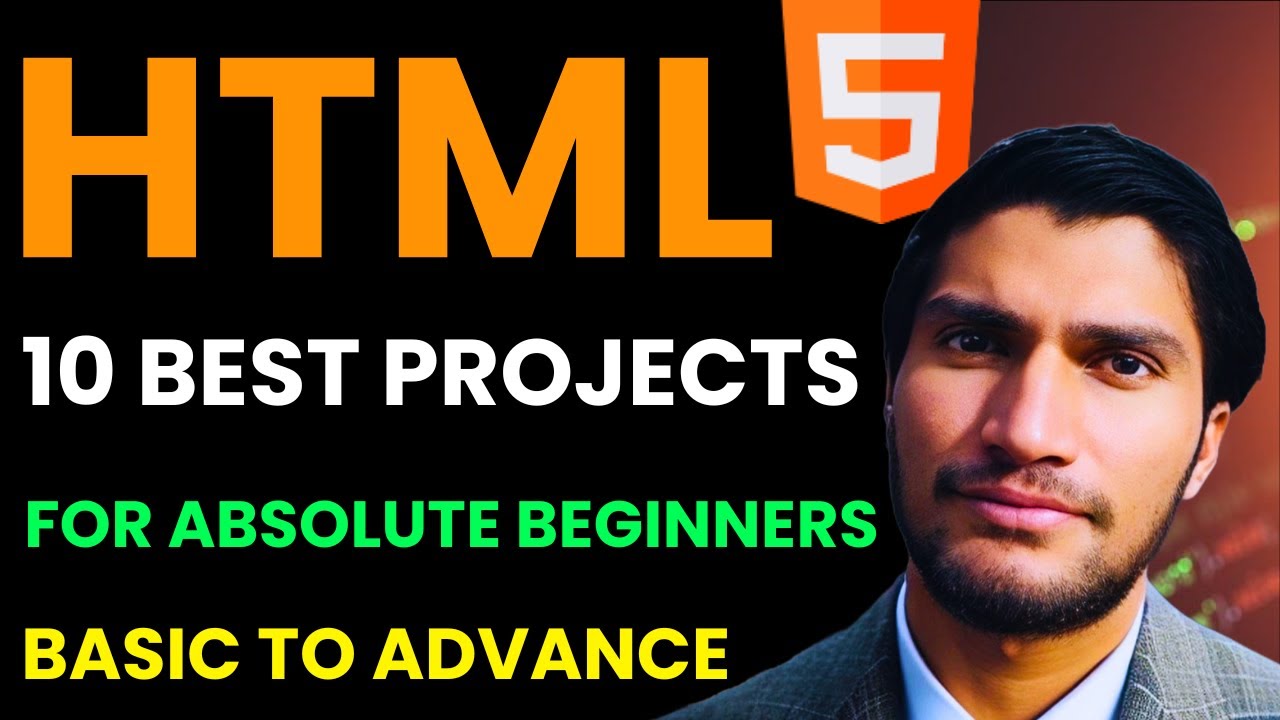 HTML
5
10 BEST PROJECTS
FOR ABSOLUTE BEGINNERS
BASIC TO ADVANCE